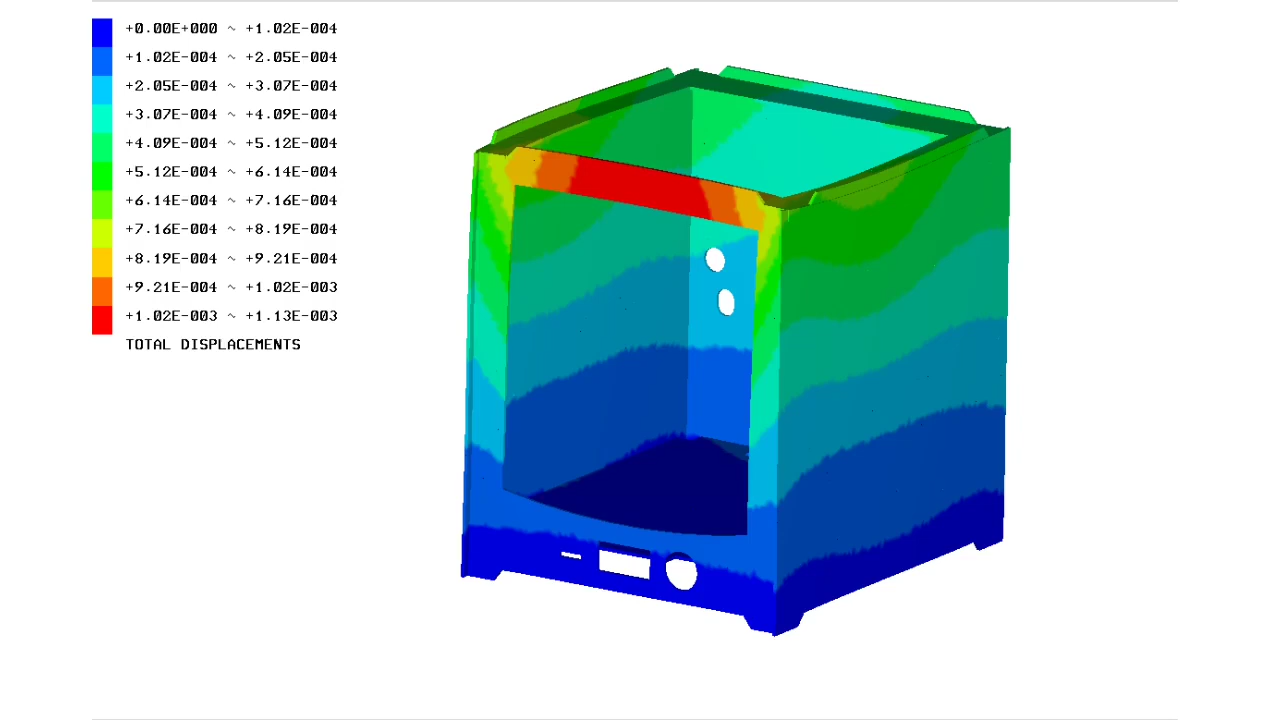 +0.00E+000 ~ +1.02E-004
+1.02E-004 ~ +2.05E-004
+2.05E-004 ~ +3.07E-004
+3.07E-004 ~ +4.09E-004
+4.09E-004 ~ +5.12E-004
+5.12E-004 ~ +6.14E-004
+6.14E-004 ~ +7.16E-004
+7.16E-004 ~ +8.19E-004
+8.19E-004 ~ +9.21E-004
+9.21E-004 ~ +1.02E-003
+1.02E-003 ~ +1.13E-003
TOTAL DISPLACEMENTS